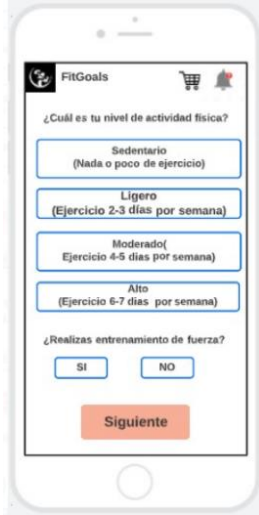 FitGoals
¿Cuál es tu nivel de actividad física?
Sedentario
(Nada o poco de ejercicio)
Ligero
(Ejercicio 2-3 días por semana)
Moderado(
Ejercicio 4-5 días por semana)
Alto
(Ejercicio 6-7 dias por semana)
¿Realizas entrenamiento de fuerza?
SI NO
Siguiente